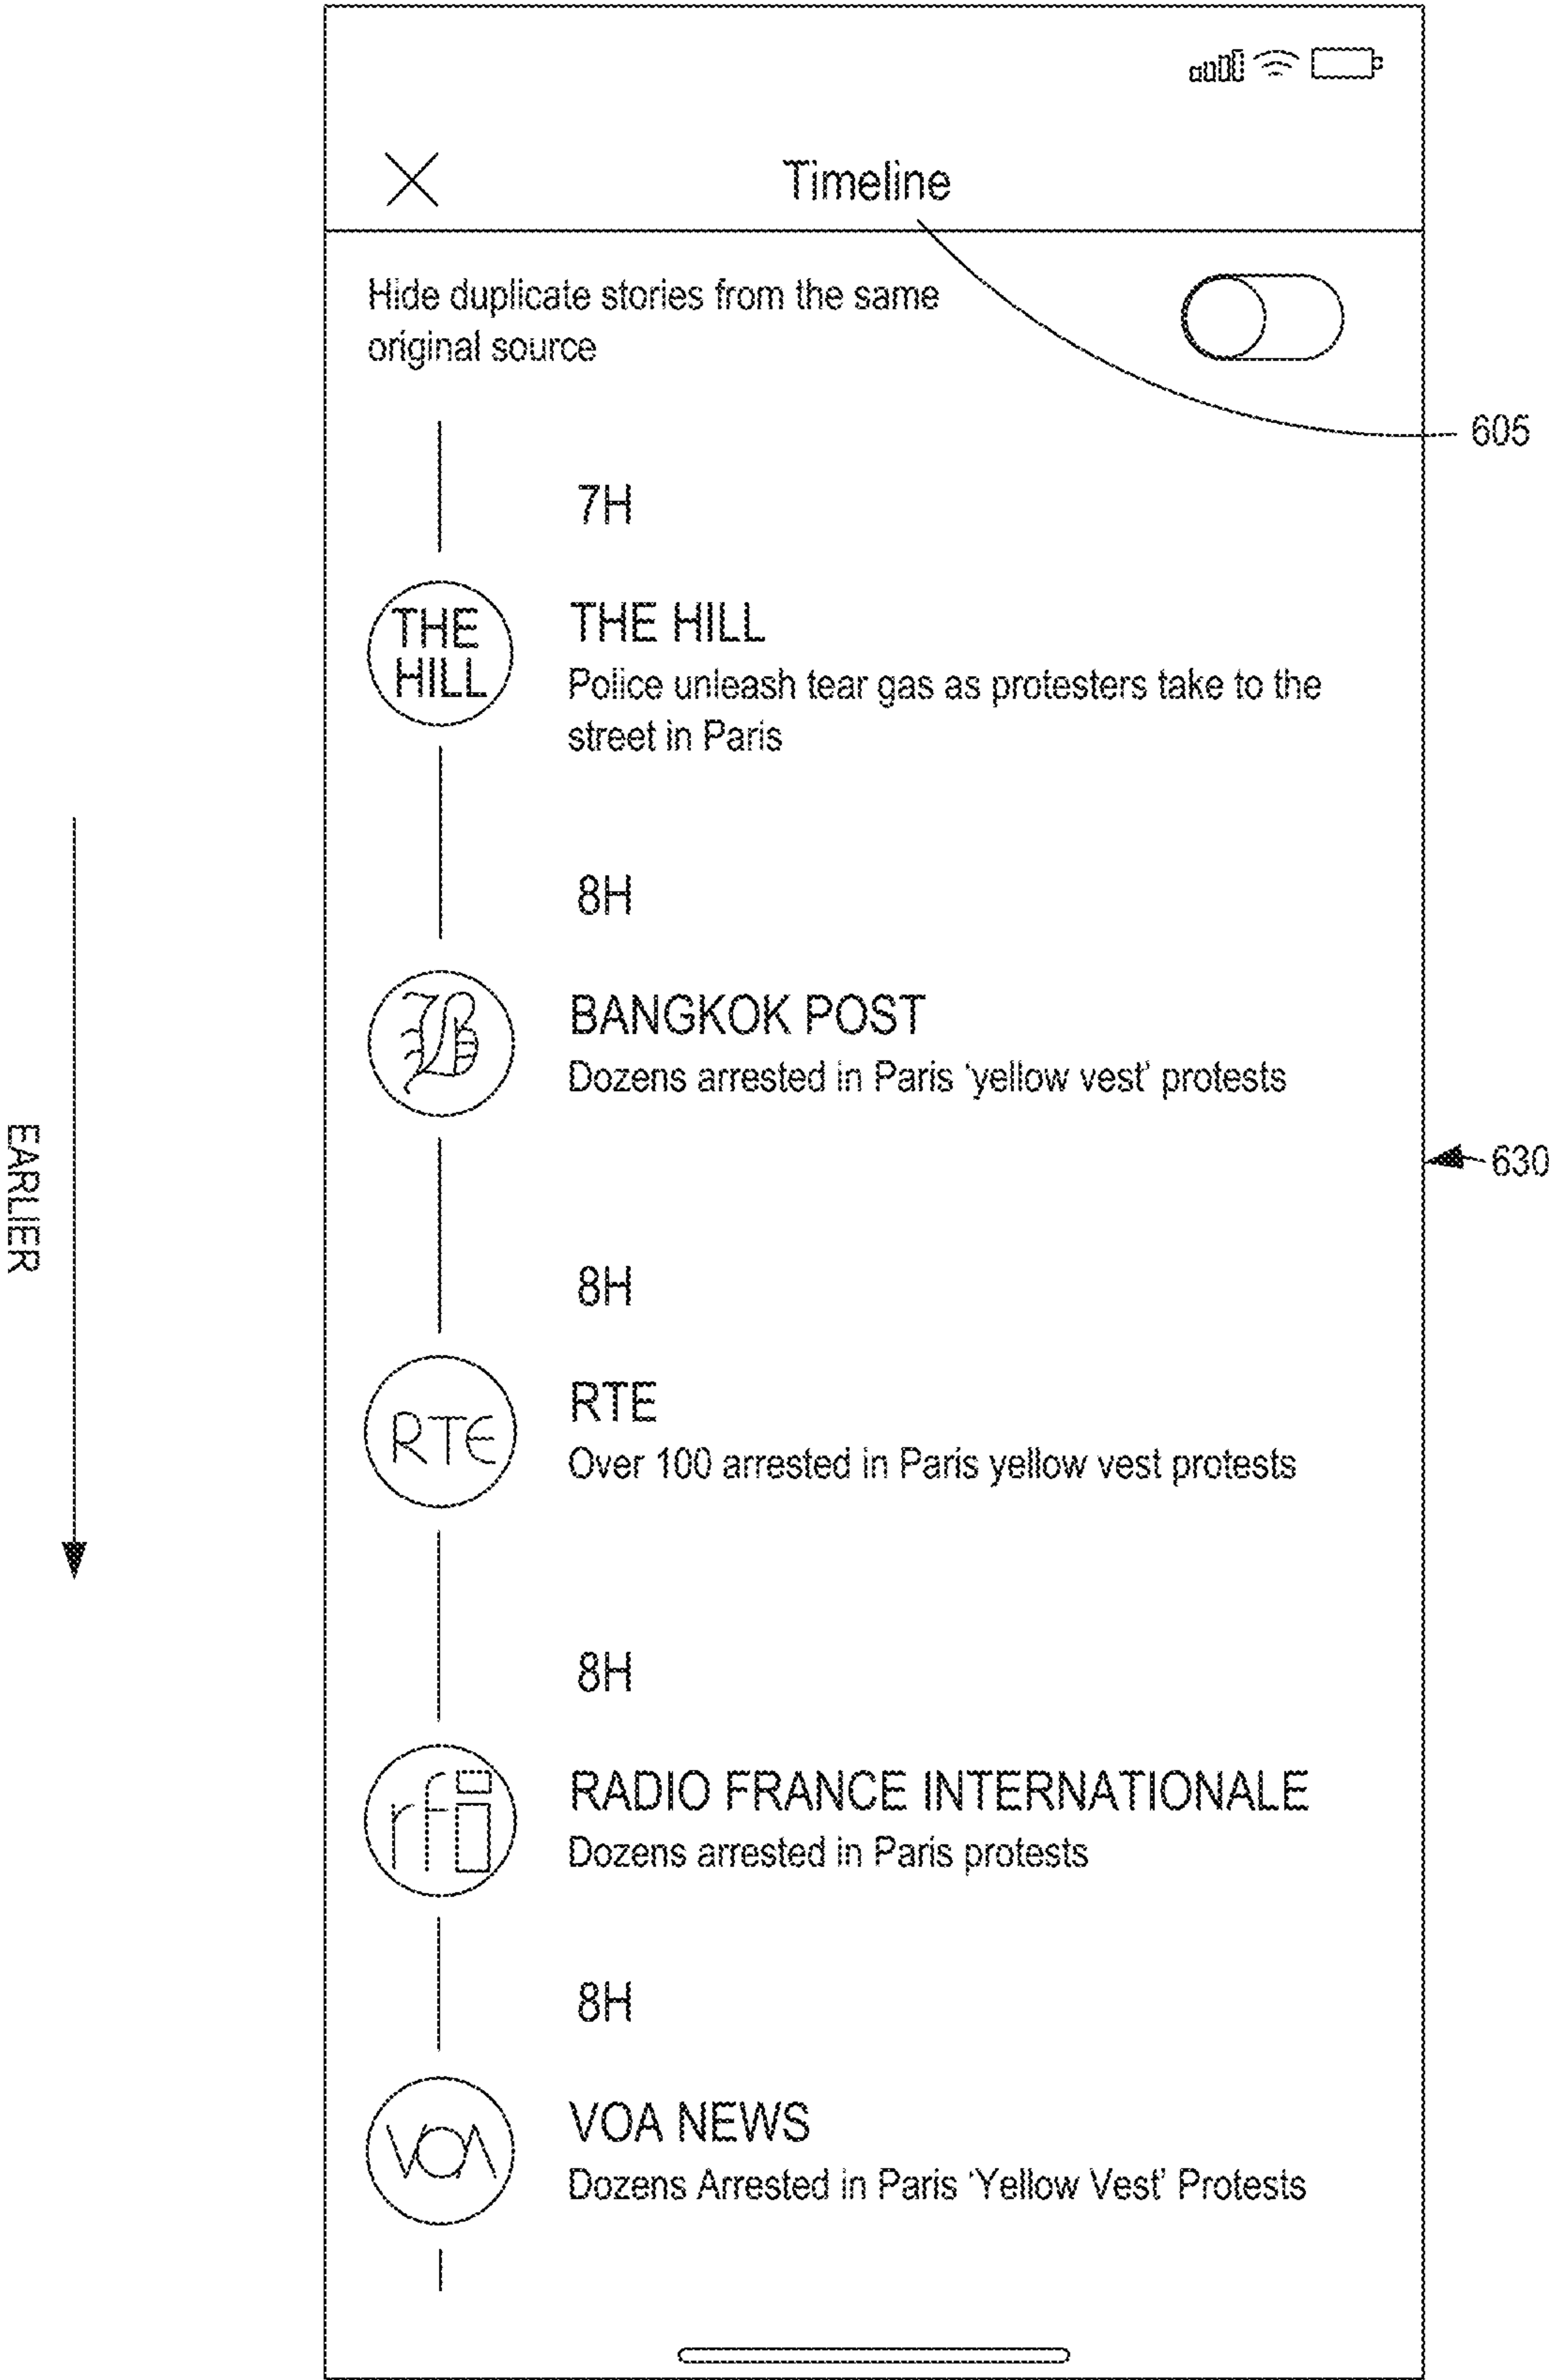 Timeline
Hide duplicate stories from the same
original source
605
7H
THE
HILL
THE HILL
Police unleash tear gas as protesters take to the
street in Paris
8H
B
BANGKOK POST
Dozens arrested in Paris ‘yellow vest’ protests
EARLIER
630
8H
RTE
RTE
Over 100 arrested in Paris yellow vest protests
8H
rfi
RADIO FRANCE INTERNATIONALE
Dozens arrested in Paris protests
8H
VOA
VOA NEWS
Dozens Arrested in Paris ‘Yellow Vest’ Protests